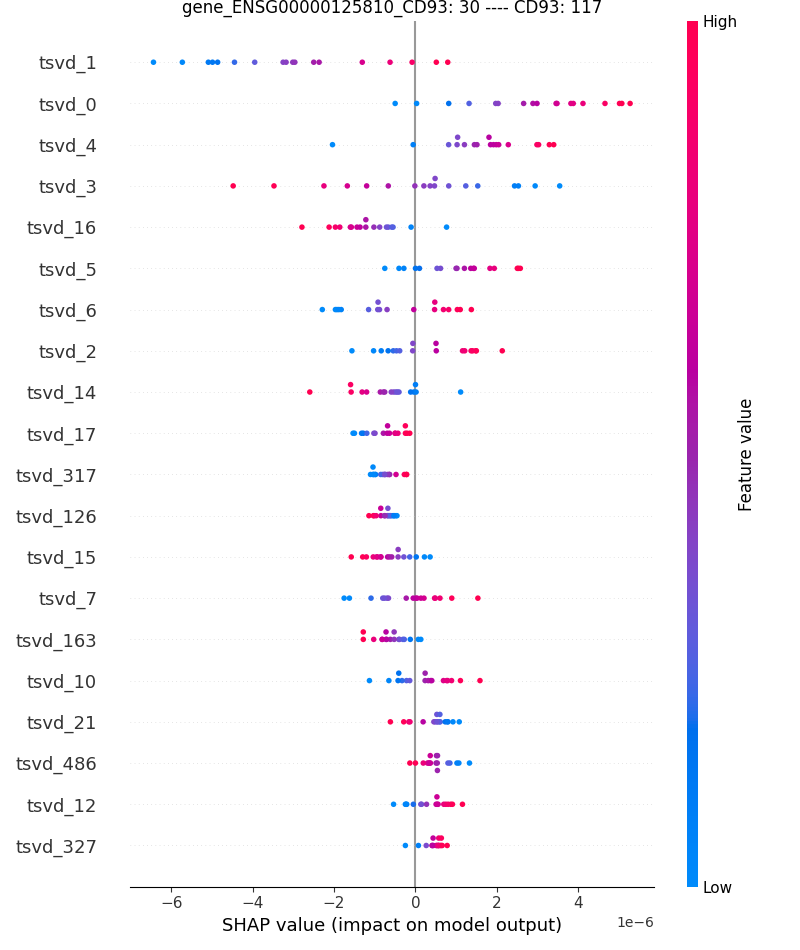 gene_ENSG00000125810_CD93: 30 ---- CD93: 117
High
tsvd_1
tsvd_0
tsvd_4
tsvd_3
tsvd_16
tsvd_5
tsvd_6
tsvd_2
tsvd_14
tsvd_17
tsvd_317
tsvd_126
tsvd_15
tsvd_7
tsvd_163
tsvd_10
tsvd_21
tsvd_486
tsvd_12
tsvd_327
Feature value
Low
−6 −4 −2 0 2 4
1e−6
SHAP value (impact on model output)